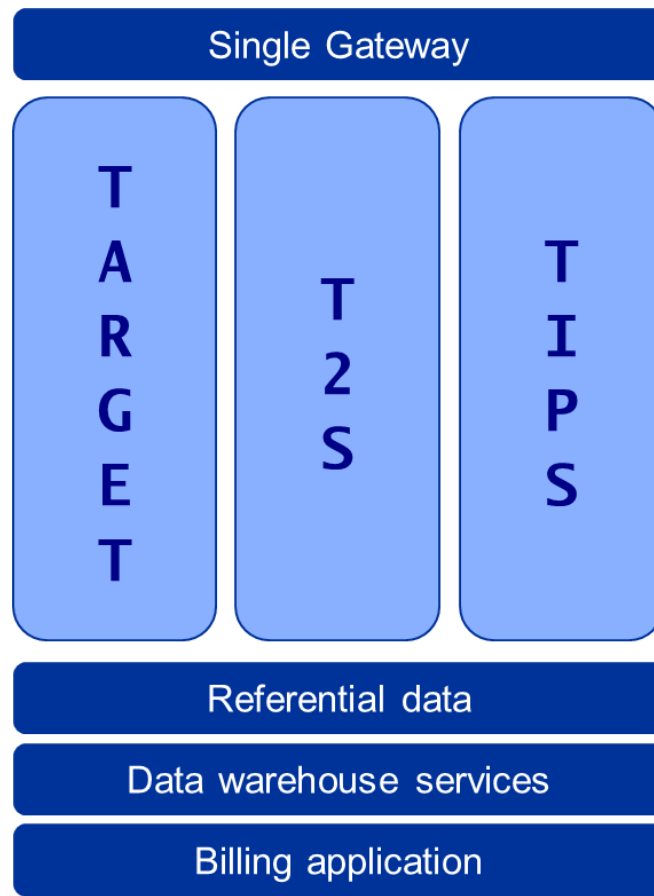 Single Gateway
TARGET
T2S
TIPS
Referential data
Data warehouse services
Billing application